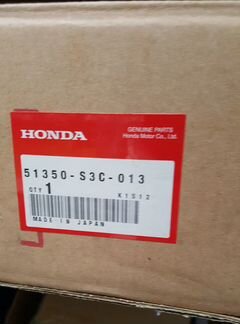 GENUINE PARTS
HONDA
Honda Motor Co., Ltd.
51350-S3C-013
QTY 1
K1S12
MADE IN JAPAN